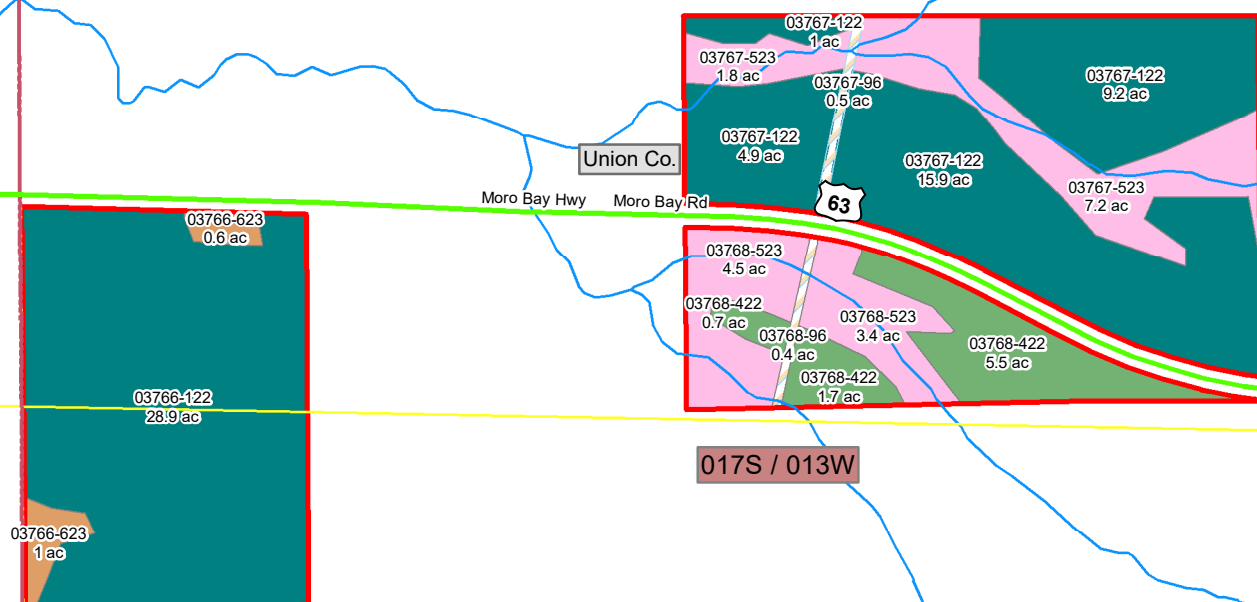 03767-122
1 ac
03767-523
1.8 ac
03767-96
0.5 ac
03767-122
9.2 ac
03767-122
4.9 ac
Union Co.
03767-122
15.9 ac
03767-523
7.2 ac
Moro Bay Hwy
Moro Bay Rd
63
03766-623
0.6 ac
03768-523
4.5 ac
03768-422
0.7 ac
03768-96
0.4 ac
03768-523
3.4 ac
03768-422
5.5 ac
03768-422
1.7 ac
03766-122
28.9 ac
017S / 013W
03766-623
1 ac